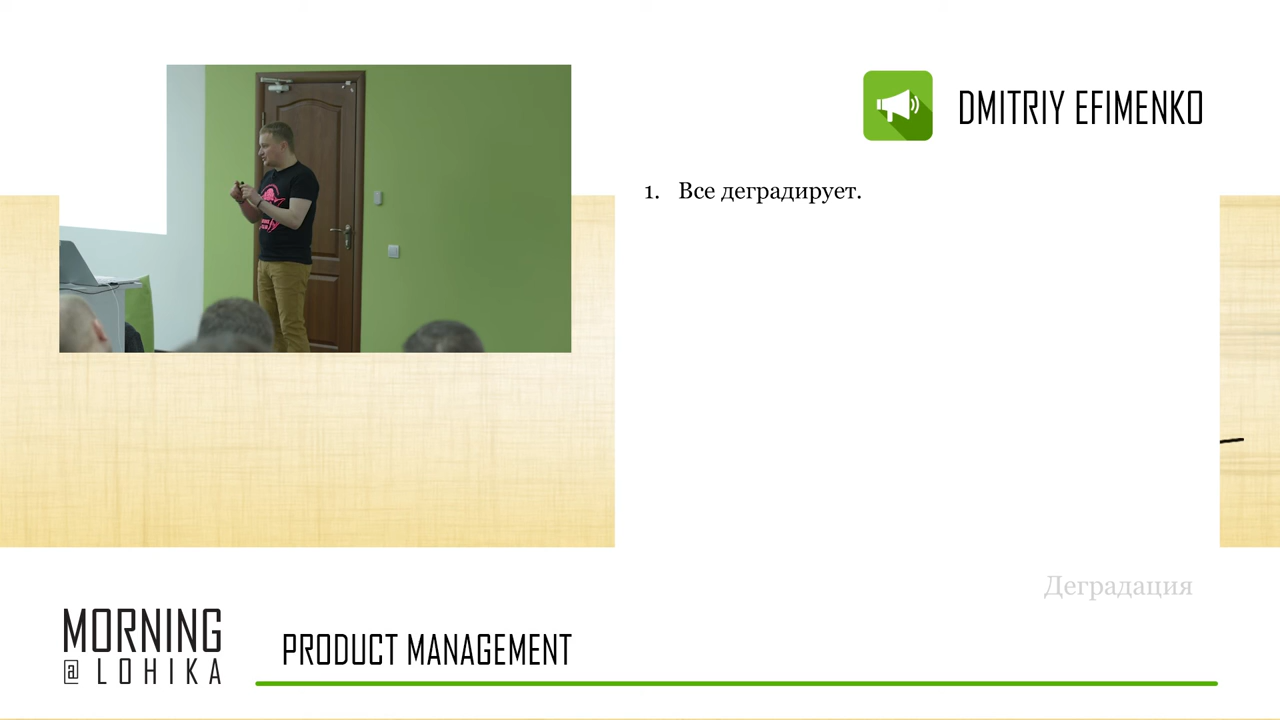 DMITRIY EFIMENKO
1. Все деградирует.
Деградация
MORNING
@ LOHIKA
PRODUCT MANAGEMENT